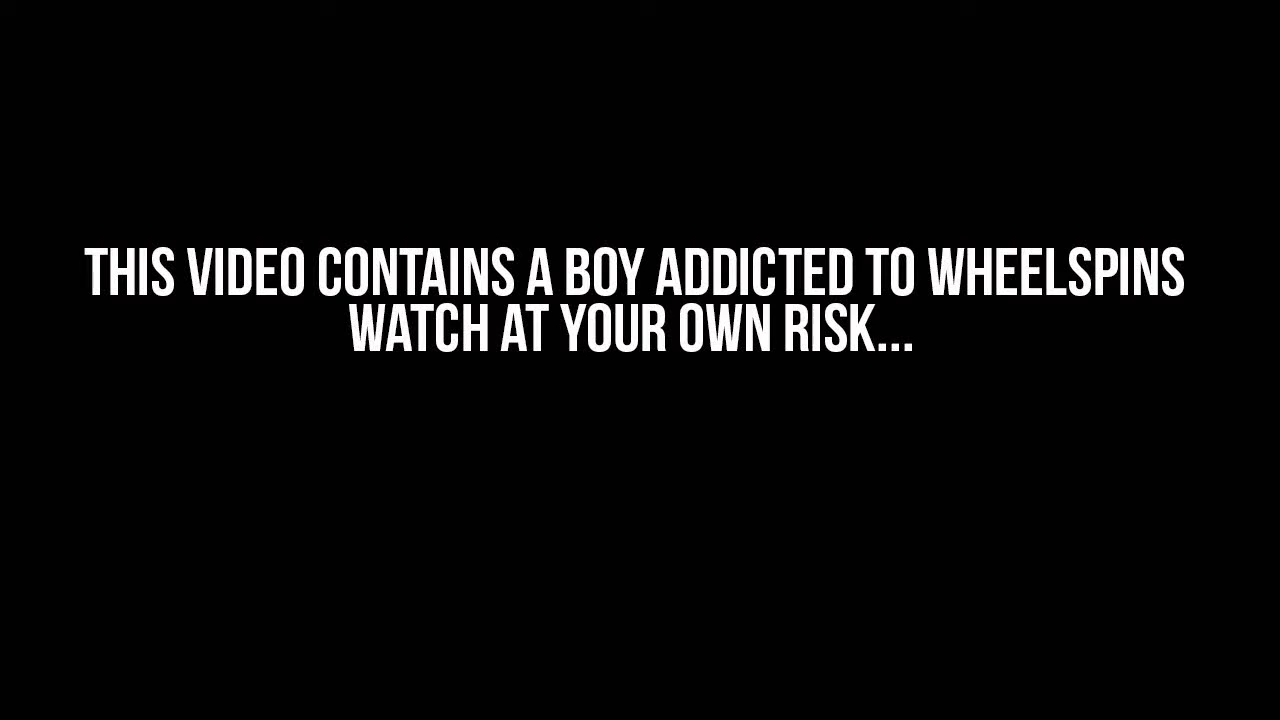 THIS VIDEO CONTAINS A BOY ADDICTED TO WHEELSPINS
WATCH AT YOUR OWN RISK...